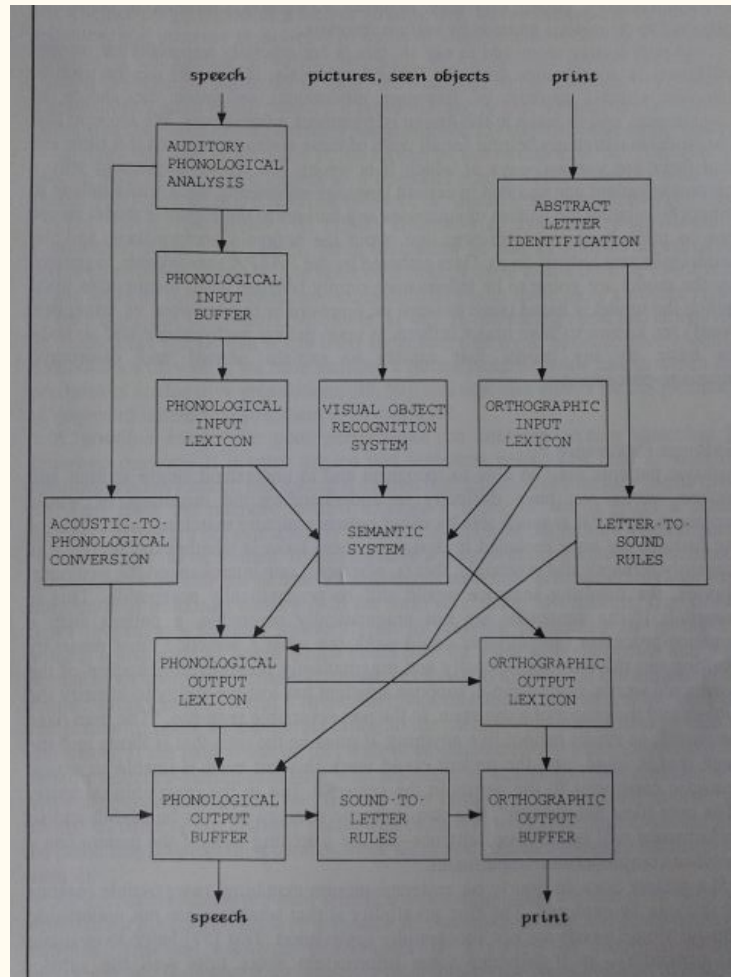 speech
pictures, seen objects
print
AUDITORY
PHONOLOGICAL
ANALYSIS
ABSTRACT
LETTER
IDENTIFICATION
PHONOLOGICAL
INPUT
BUFFER
PHONOLOGICAL
INPUT
LEXICON
VISUAL OBJECT
RECOGNITION
SYSTEM
ORTHOGRAPHIC
INPUT
LEXICON
ACOUSTIC-TO-
PHONOLOGICAL
CONVERSION
SEMANTIC
SYSTEM
LETTER-TO-
SOUND
RULES
PHONOLOGICAL
OUTPUT
LEXICON
ORTHOGRAPHIC
OUTPUT
LEXICON
PHONOLOGICAL
OUTPUT
BUFFER
SOUND-TO-
LETTER
RULES
ORTHOGRAPHIC
OUTPUT
BUFFER
speech
print